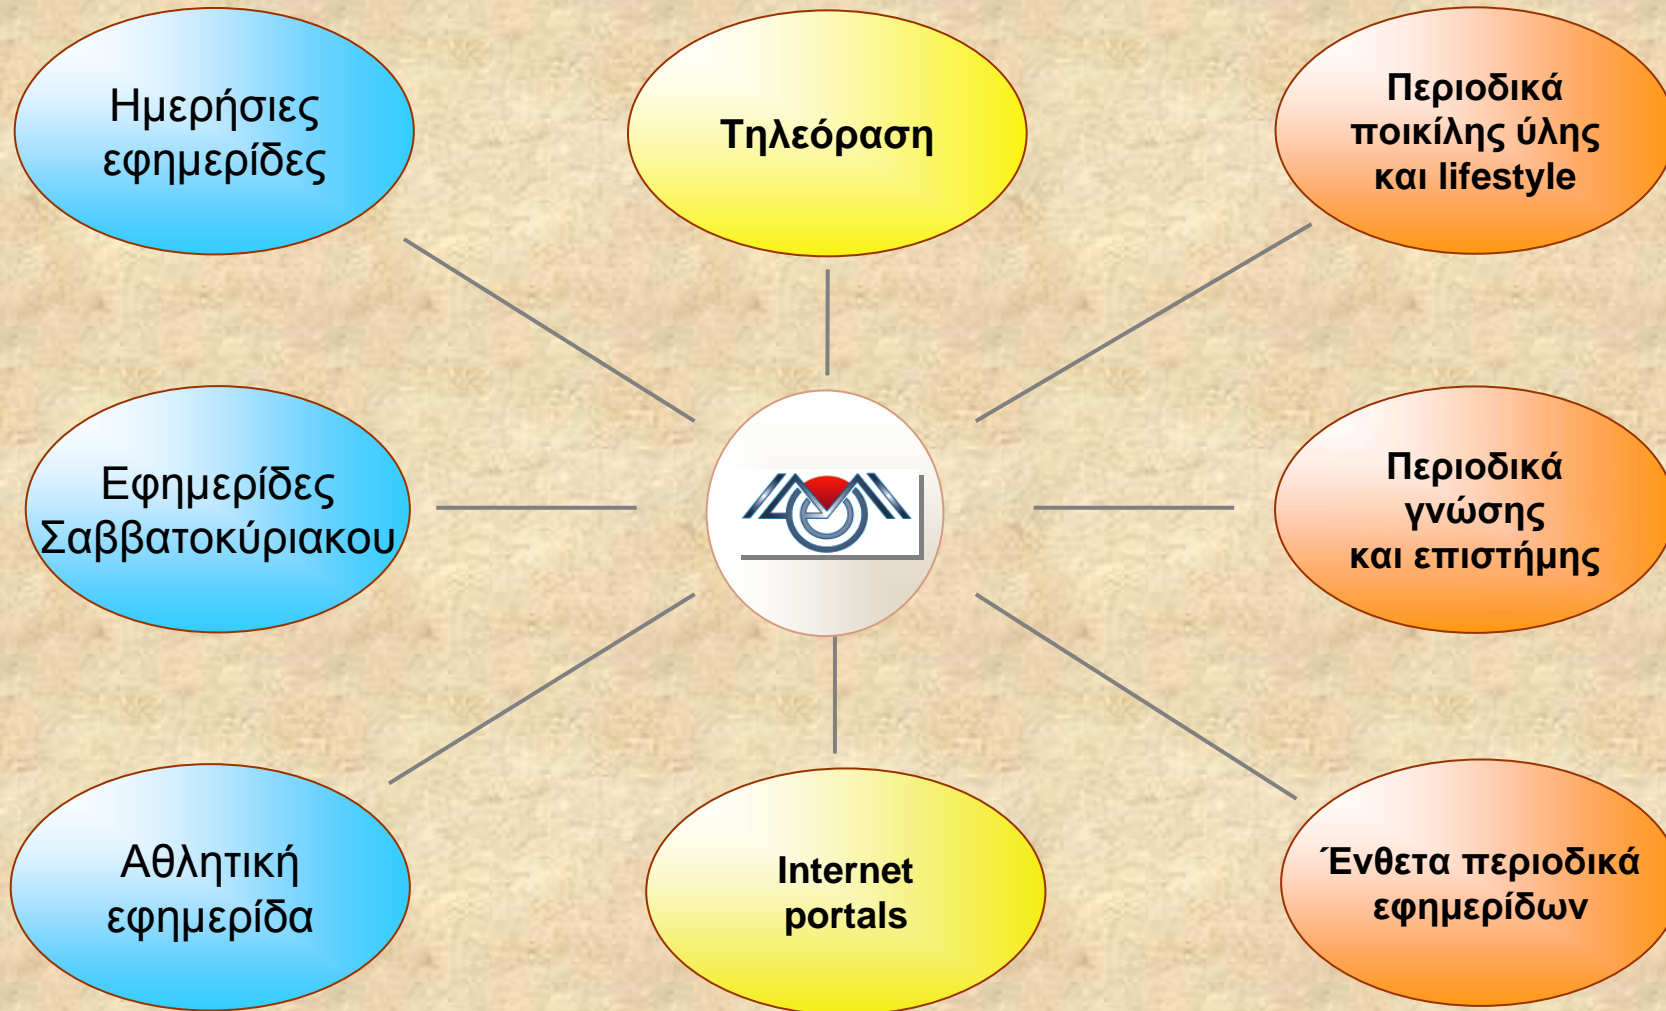 Ημερήσιες
εφημερίδες
Τηλεόραση
Περιοδικά
ποικίλης ύλης
και lifestyle
Εφημερίδες
Σαββατοκύριακου
Περιοδικά
γνώσης
και επιστήμης
Αθλητική
εφημερίδα
Internet
portals
Ένθετα περιοδικά
εφημερίδων